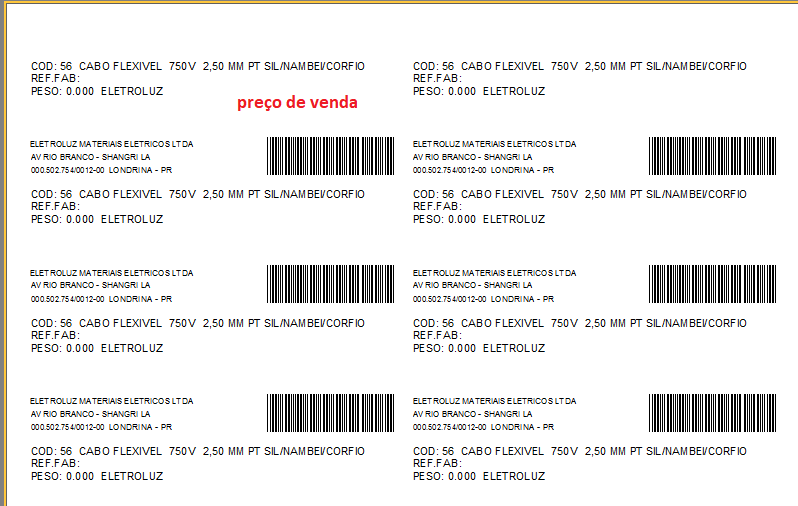 COD: 56 CABO FLEXIVEL 750V 2,50 MM PT SIL/NAMBEI/CORFIO
REF.FAB:
PESO: 0.000 ELETROLUZ
COD: 56 CABO FLEXIVEL 750V 2,50 MM PT SIL/NAMBEI/CORFIO
REF.FAB:
PESO: 0.000 ELETROLUZ
preço de venda
ELETROLUZ MATERIAIS ELETRICOS LTDA
AV RIO BRANCO - SHANGRI LA
000.502.754/0012-00 LONDRINA - PR
ELETROLUZ MATERIAIS ELETRICOS LTDA
AV RIO BRANCO - SHANGRI LA
000.502.754/0012-00 LONDRINA - PR
COD: 56 CABO FLEXIVEL 750V 2,50 MM PT SIL/NAMBEI/CORFIO
REF.FAB:
PESO: 0.000 ELETROLUZ
COD: 56 CABO FLEXIVEL 750V 2,50 MM PT SIL/NAMBEI/CORFIO
REF.FAB:
PESO: 0.000 ELETROLUZ
ELETROLUZ MATERIAIS ELETRICOS LTDA
AV RIO BRANCO - SHANGRI LA
000.502.754/0012-00 LONDRINA - PR
ELETROLUZ MATERIAIS ELETRICOS LTDA
AV RIO BRANCO - SHANGRI LA
000.502.754/0012-00 LONDRINA - PR
COD: 56 CABO FLEXIVEL 750V 2,50 MM PT SIL/NAMBEI/CORFIO
REF.FAB:
PESO: 0.000 ELETROLUZ
COD: 56 CABO FLEXIVEL 750V 2,50 MM PT SIL/NAMBEI/CORFIO
REF.FAB:
PESO: 0.000 ELETROLUZ
ELETROLUZ MATERIAIS ELETRICOS LTDA
AV RIO BRANCO - SHANGRI LA
000.502.754/0012-00 LONDRINA - PR
ELETROLUZ MATERIAIS ELETRICOS LTDA
AV RIO BRANCO - SHANGRI LA
000.502.754/0012-00 LONDRINA - PR
COD: 56 CABO FLEXIVEL 750V 2,50 MM PT SIL/NAMBEI/CORFIO
REF.FAB:
PESO: 0.000 ELETROLUZ
COD: 56 CABO FLEXIVEL 750V 2,50 MM PT SIL/NAMBEI/CORFIO
REF.FAB:
PESO: 0.000 ELETROLUZ